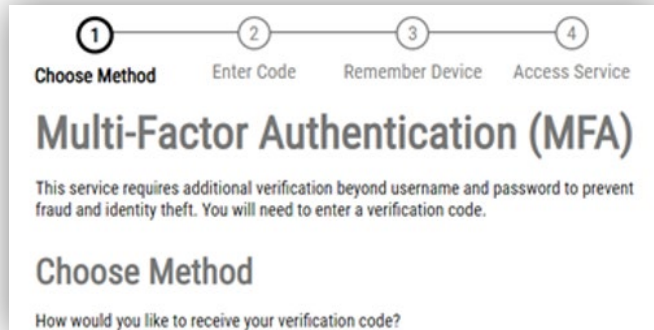 1 2 3 4
Choose Method Enter Code Remember Device Access Service
Multi-Factor Authentication (MFA)
This service requires additional verification beyond username and password to prevent
fraud and identity theft. You will need to enter a verification code.
Choose Method
How would you like to receive your verification code?